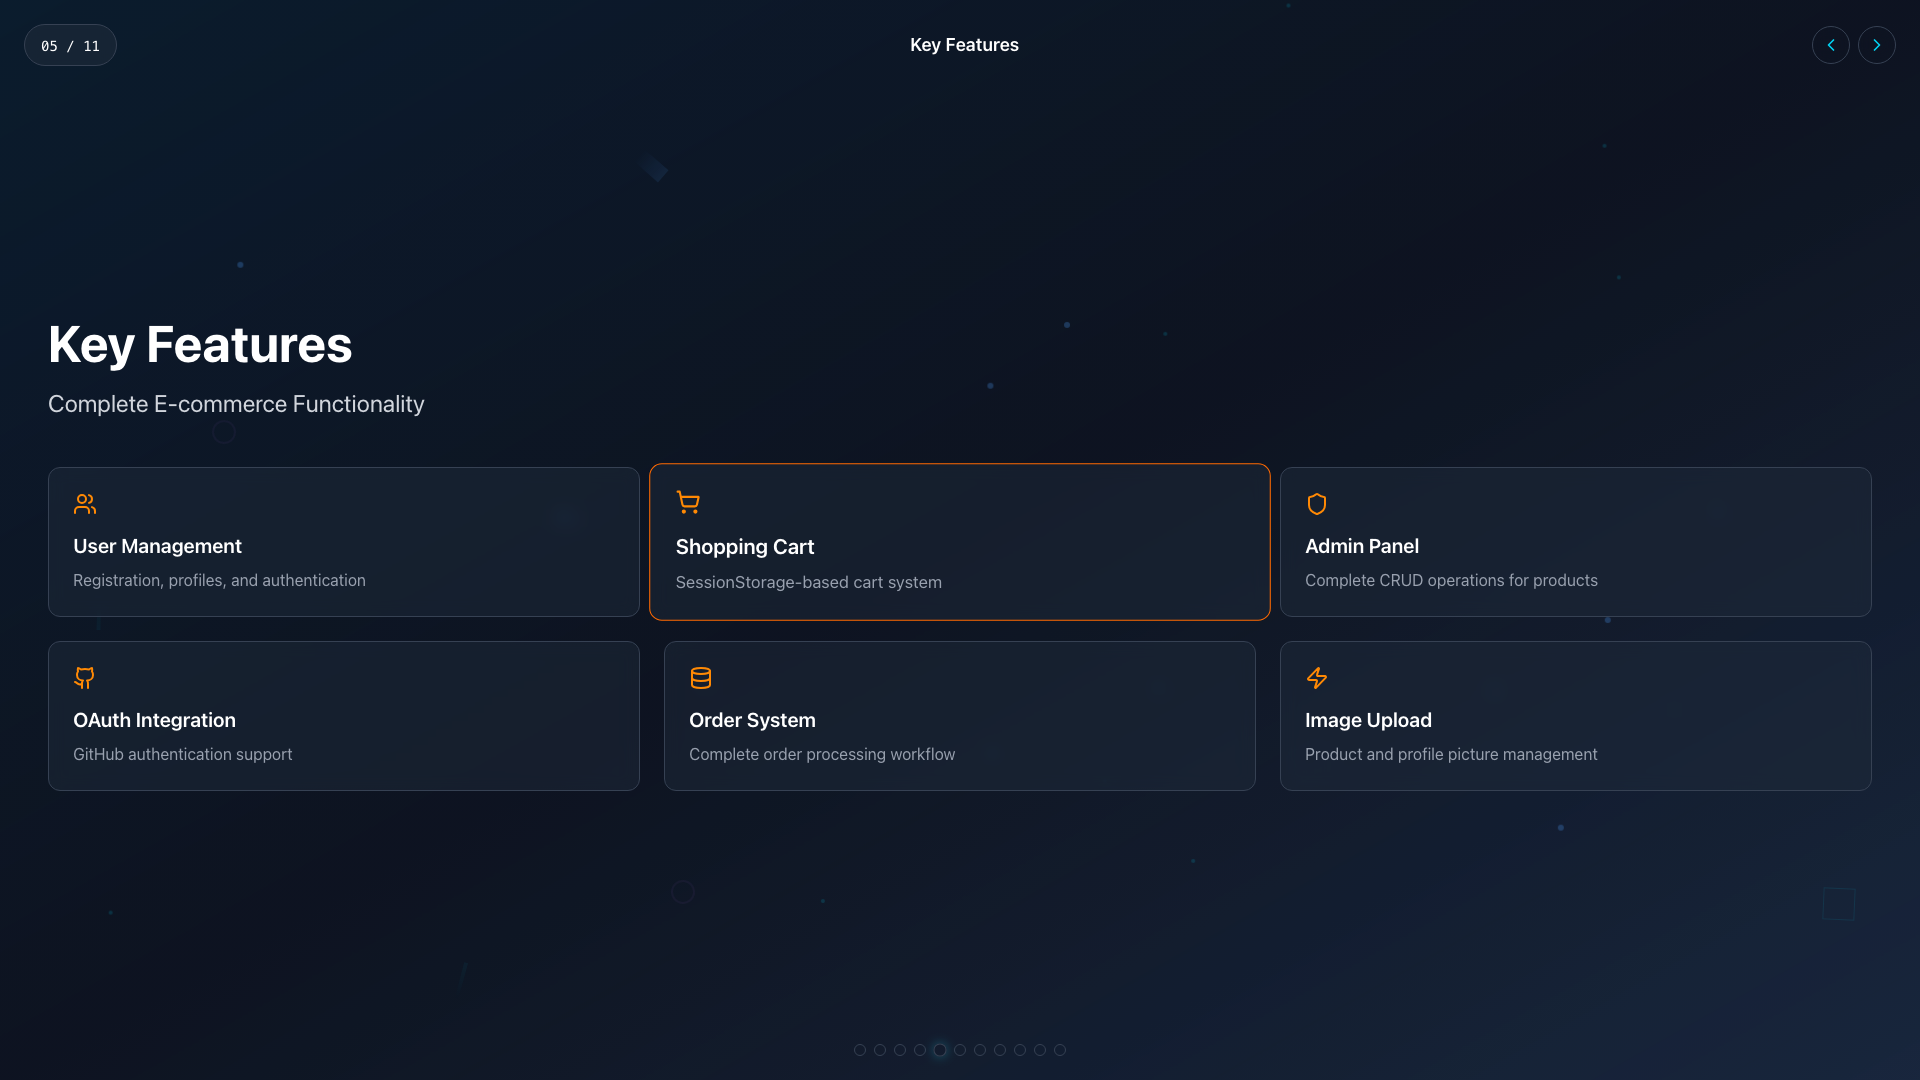 05 / 11
Key Features
Key Features
Complete E-commerce Functionality
User Management
Registration, profiles, and authentication
Shopping Cart
SessionStorage-based cart system
Admin Panel
Complete CRUD operations for products
OAuth Integration
GitHub authentication support
Order System
Complete order processing workflow
Image Upload
Product and profile picture management